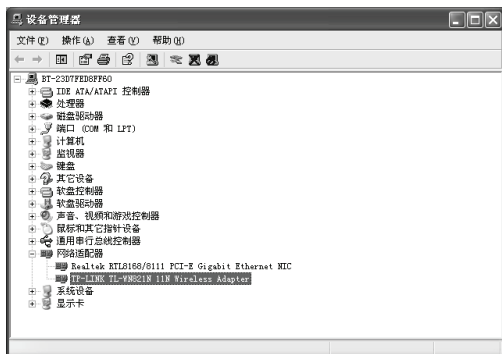 设备管理器
文件(F) 操作(A) 查看(V) 帮助(H)
BT-23D7FED8FF60
IDE ATA/ATAPI 控制器
处理器
磁盘驱动器
端口 (COM 和 LPT)
计算机
监视器
键盘
其它设备
软盘控制器
软盘驱动器
声音、视频和游戏控制器
鼠标和其它指针设备
通用串行总线控制器
网络适配器
Realtek RTL8168/8111 PCI-E Gigabit Ethernet NIC
TP-LINK TL-WN821N 11N Wireless Adapter
系统设备
显示卡